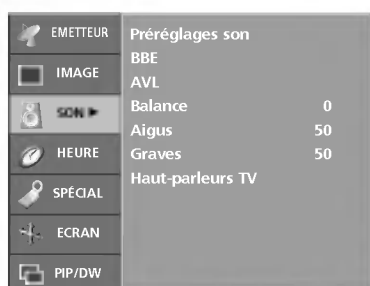 EMETTEUR
IMAGE
SON
HEURE
SPÉCIAL
ECRAN
PIP/DW
Préréglages son
BBE
AVL
Balance 0
Aigus 50
Graves 50
Haut-parleurs TV